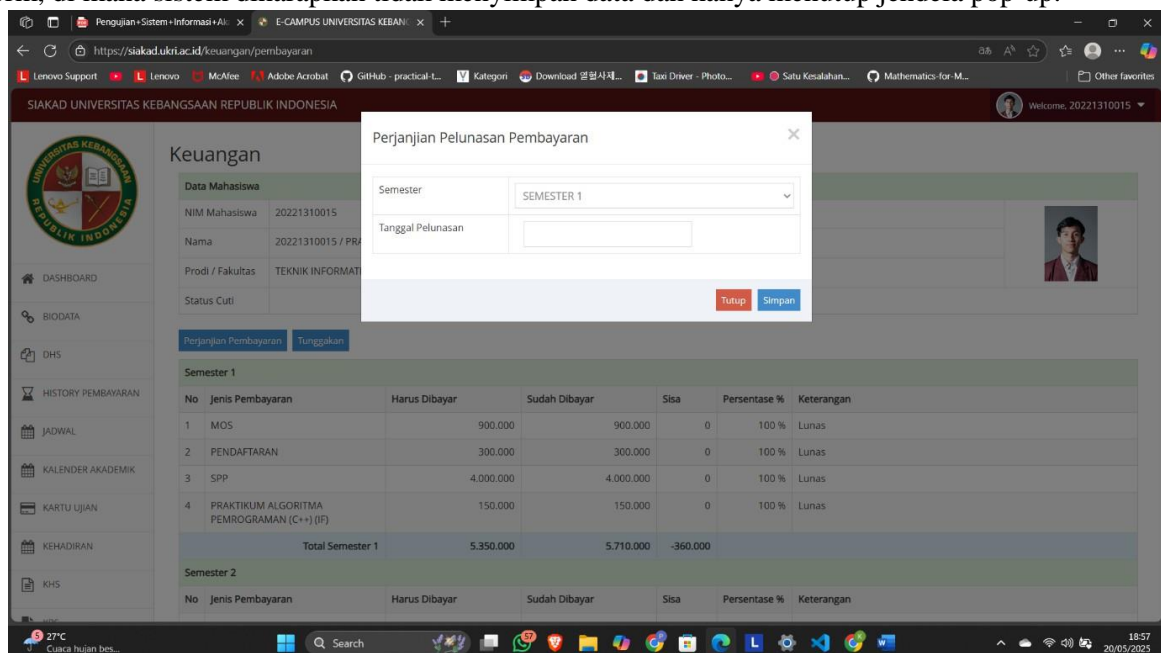 di mana sistem diharapkan tidak menyimpan data dan hanya menutup jendela pop-up.
Pengujian+Sistem+Informasi+Ak
E-CAMPUS UNIVERSITAS KEBANG
https://siakad.ukri.ac.id/keuangan/pembayaran
Lenovo Support
Lenovo
McAfee
Adobe Acrobat
GitHub - practical-t...
Kategori
Download 열혈사제...
Taxi Driver - Photo...
Satu Kesalahan...
Mathematics-for-M...
Other favorites
SIAKAD UNIVERSITAS KEBANGSAAN REPUBLIK INDONESIA
Welcome, 20221310015
UNIVERSITAS KEBANGSAAN
REPUBLIK INDONESIA
DASHBOARD
BIODATA
DHS
HISTORY PEMBAYARAN
JADWAL
KALENDER AKADEMIK
KARTU UJIAN
KEHADIRAN
KHS
Keuangan
Data Mahasiswa
NIM Mahasiswa 20221310015
Nama 20221310015 / PRA
Prodi / Fakultas TEKNIK INFORMATI
Status Cuti
Perjanjian Pelunasan Pembayaran
Semester SEMESTER 1
Tanggal Pelunasan
Tutup Simpan
Perjanjian Pembayaran Tunggakan
Semester 1
No Jenis Pembayaran Harus Dibayar Sudah Dibayar Sisa Persentase % Keterangan
1 MOS 900.000 900.000 0 100 % Lunas
2 PENDAFTARAN 300.000 300.000 0 100 % Lunas
3 SPP 4.000.000 4.000.000 0 100 % Lunas
4 PRAKTIKUM ALGORITMA 150.000 150.000 0 100 % Lunas
PEMROGRAMAN (C++) (IF)
Total Semester 1 5.350.000 5.710.000 -360.000
Semester 2
No Jenis Pembayaran Harus Dibayar Sudah Dibayar Sisa Persentase % Keterangan
5
27°C
Cuaca hujan bes...
Search
57
18:57
20/05/2025